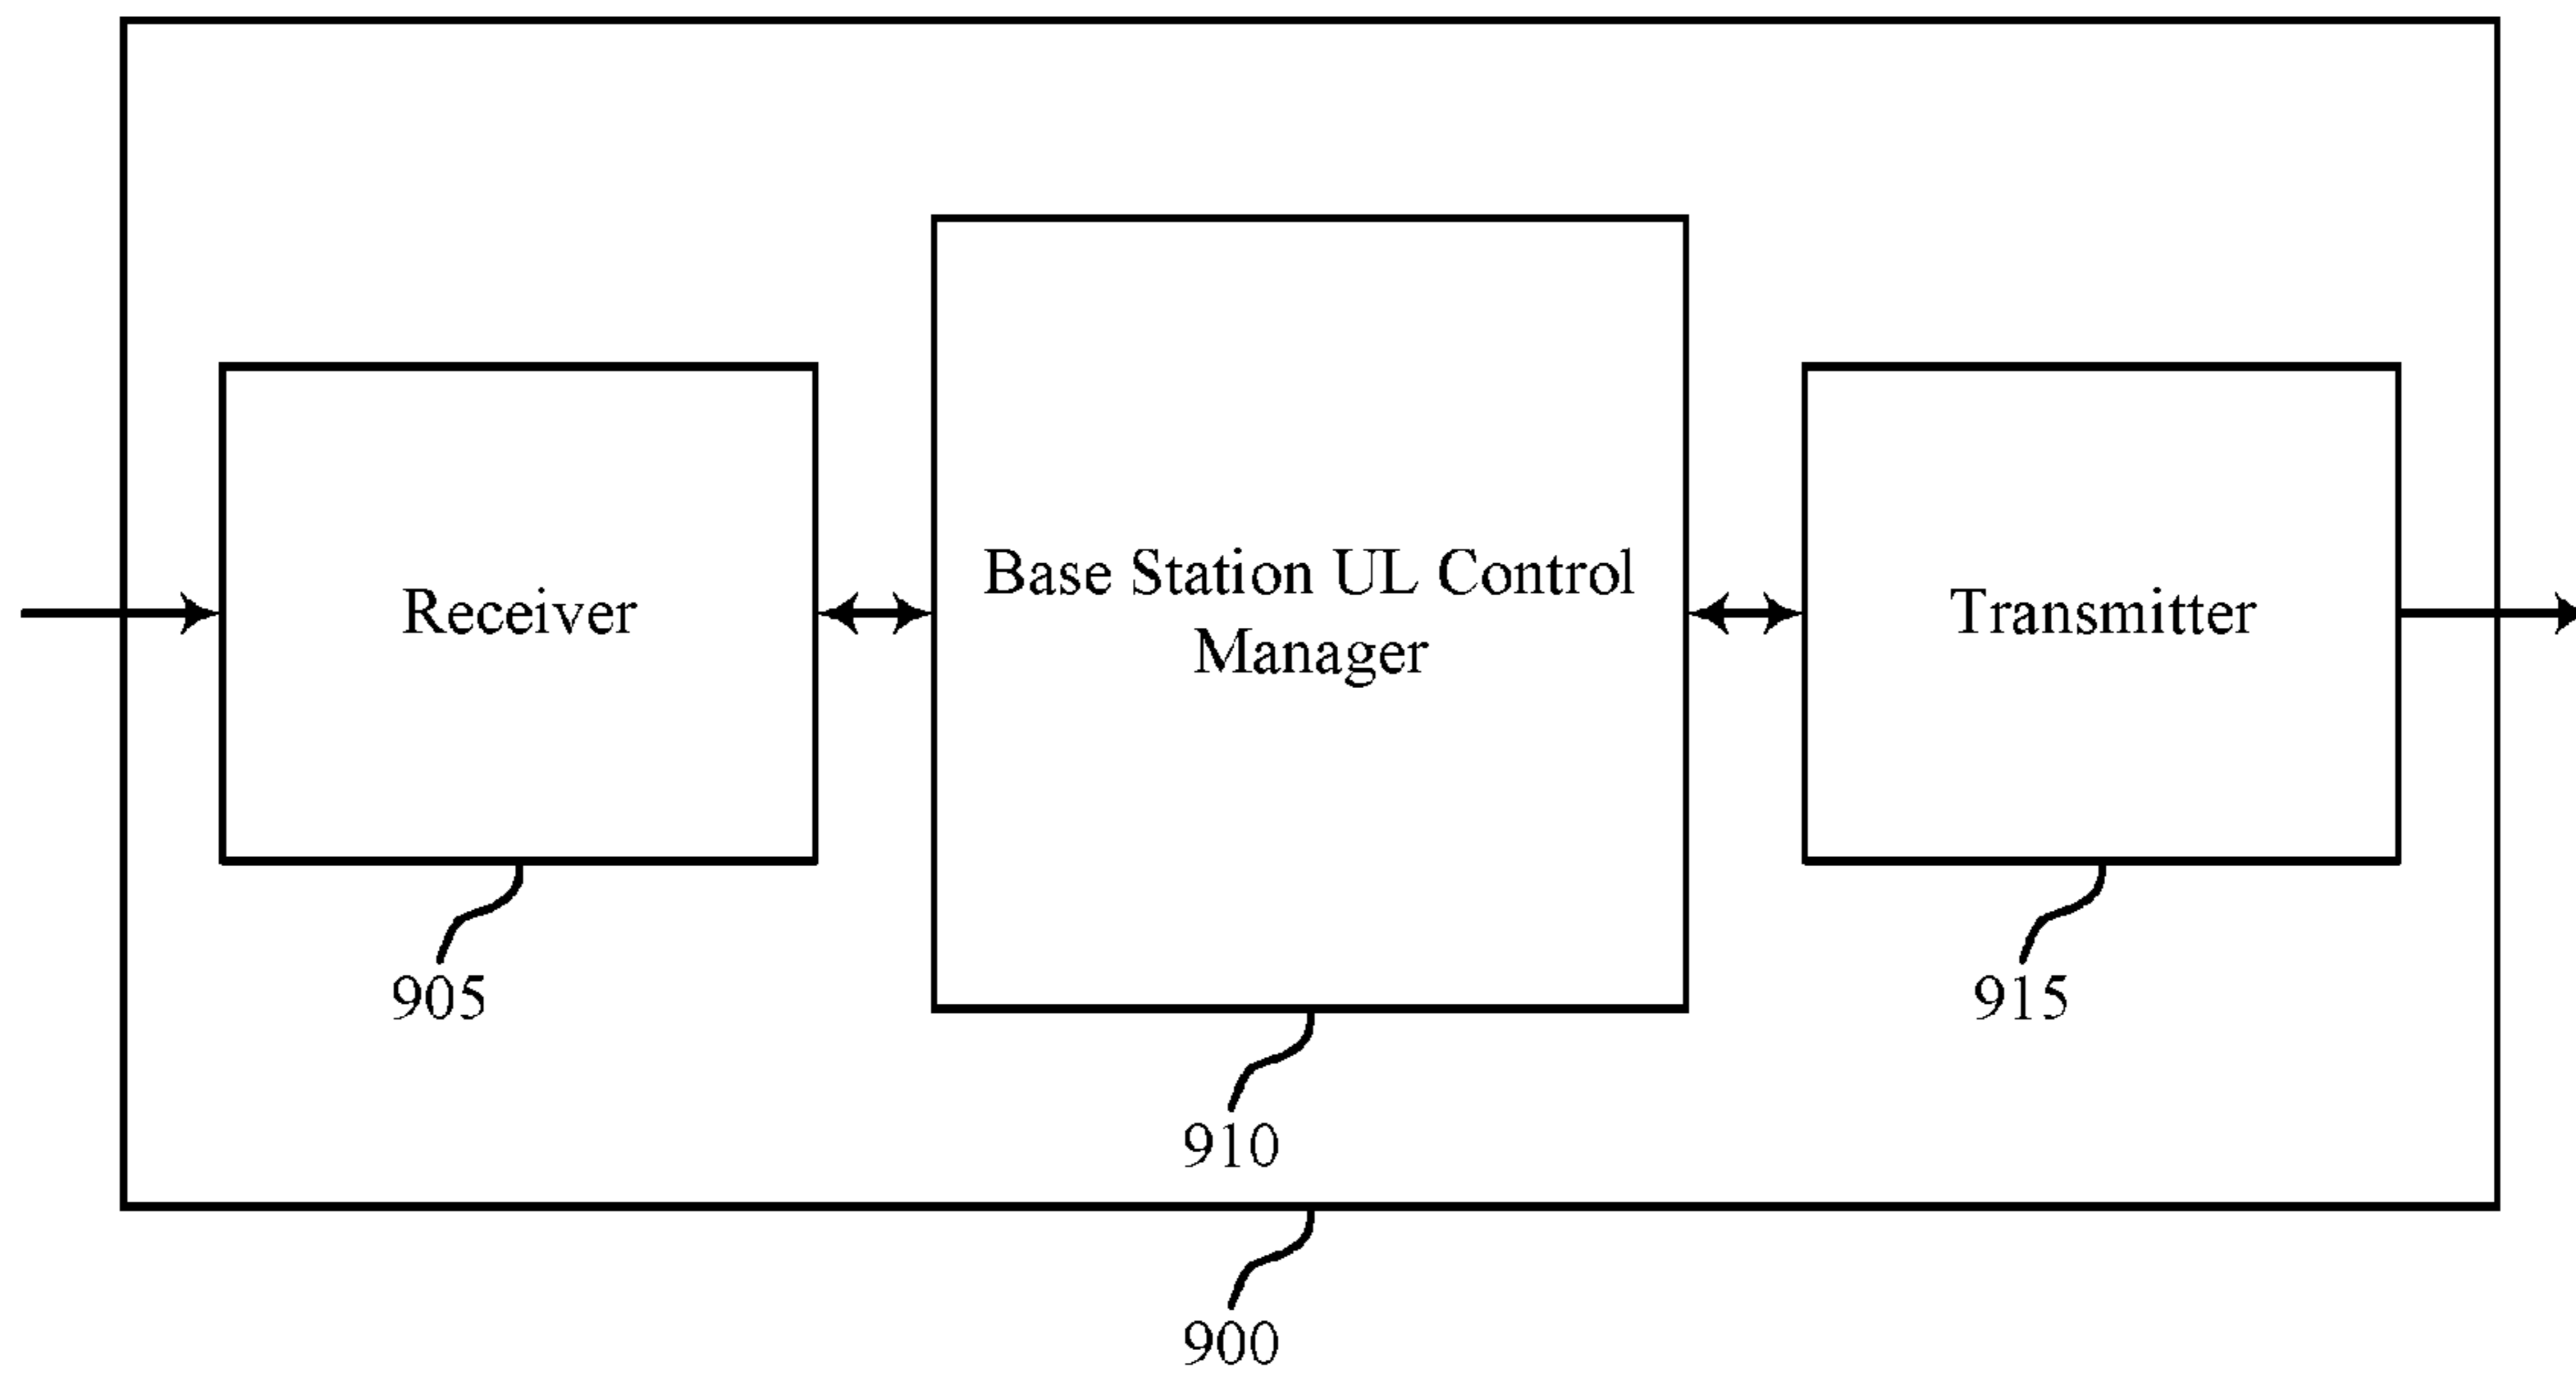 Receiver
Base Station UL Control
Manager
Transmitter
905
915
910
900